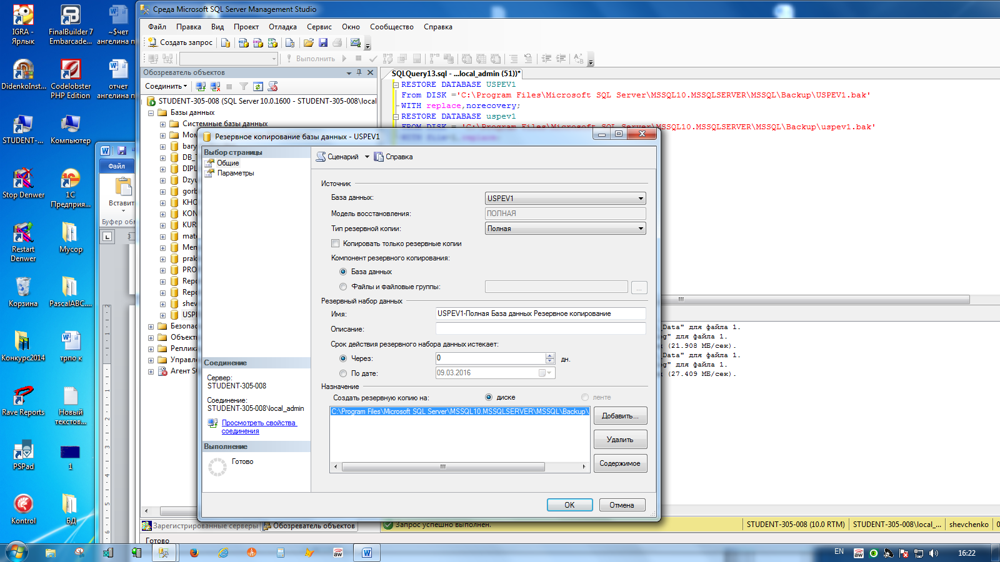 IGRA -
Ярлык
FinalBuilder 7
Embarcade...
~$чет
ангелина п
DidenkoInst...
Codelobster
PHP Edition
отчет
ангелина п
STUDENT-...
Компьютер
Stop Denwer
1C
Предприя...
Restart
Denwer
Мусор
Корзина
PascalABC....
Конкурс2014
трпо к
Rave Reports
Новый
текстов...
PSPad
1
Kontrol
БД
Файл
Вставит
Буфер об
Среда Microsoft SQL Server Management Studio
Файл Правка Вид Проект Отладка Сервис Окно Сообщество Справка
Создать запрос
Выполнить
Обозреватель объектов
Соединить
STUDENT-305-008 (SQL Server 10.0.1600 - STUDENT-305-008\local
Базы данных
Системные базы данных
Мом
bary
DB_T
DIPL
Dzyu
gorb
KHO
KON
KUR
mate
Men
prak
PRO
Repo
Repo
shev
USPE
Безопас
Объекты
Реплика
Управле
Агент S
Зарегистрированные серверы
Обозреватель объектов
Готово
SQLQuery13.sql - ...local_admin (51))*
RESTORE DATABASE USPEV1
From DISK ='C:\Program Files\Microsoft SQL Server\MSSQL10.MSSQLSERVER\MSSQL\Backup\USPEV1.bak'
WITH replace,norecovery;
RESTORE DATABASE uspev1
FROM DISK = 'C:\Program Files\Microsoft SQL Server\MSSQL10.MSSQLSERVER\MSSQL\Backup\uspev1.bak'
_Data" для файла 1.
g" для файла 1.
(21.908 МБ/сек).
_Data" для файла 1.
g" для файла 1.
(27.409 МБ/сек).
Запрос успешно выполнен.
STUDENT-305-008 (10.0 RTM)
STUDENT-305-008\local_...
shevchenko
0
Резервное копирование базы данных - USPEV1
Выбор страницы
Общие
Параметры
Соединение
Сервер:
STUDENT-305-008
Соединение:
STUDENT-305-008\local_admin
Просмотреть свойства
соединения
Выполнение
Готово
Сценарий Справка
Источник
База данных: USPEV1
Модель восстановления: ПОЛНАЯ
Тип резервной копии: Полная
Копировать только резервные копии
Компонент резервного копирования:
База данных
Файлы и файловые группы: ...
Резервный набор данных
Имя: USPEV1-Полная База данных Резервное копирование
Описание:
Срок действия резервного набора данных истекает:
Через: 0 дн.
По дате: 09.03.2016
Назначение
Создать резервную копию на: диске ленте
C:\Program Files\Microsoft SQL Server\MSSQL10.MSSQLSERVER\MSSQL\Backup\
Добавить...
Удалить
Содержимое
OK Отмена
EN
16:22